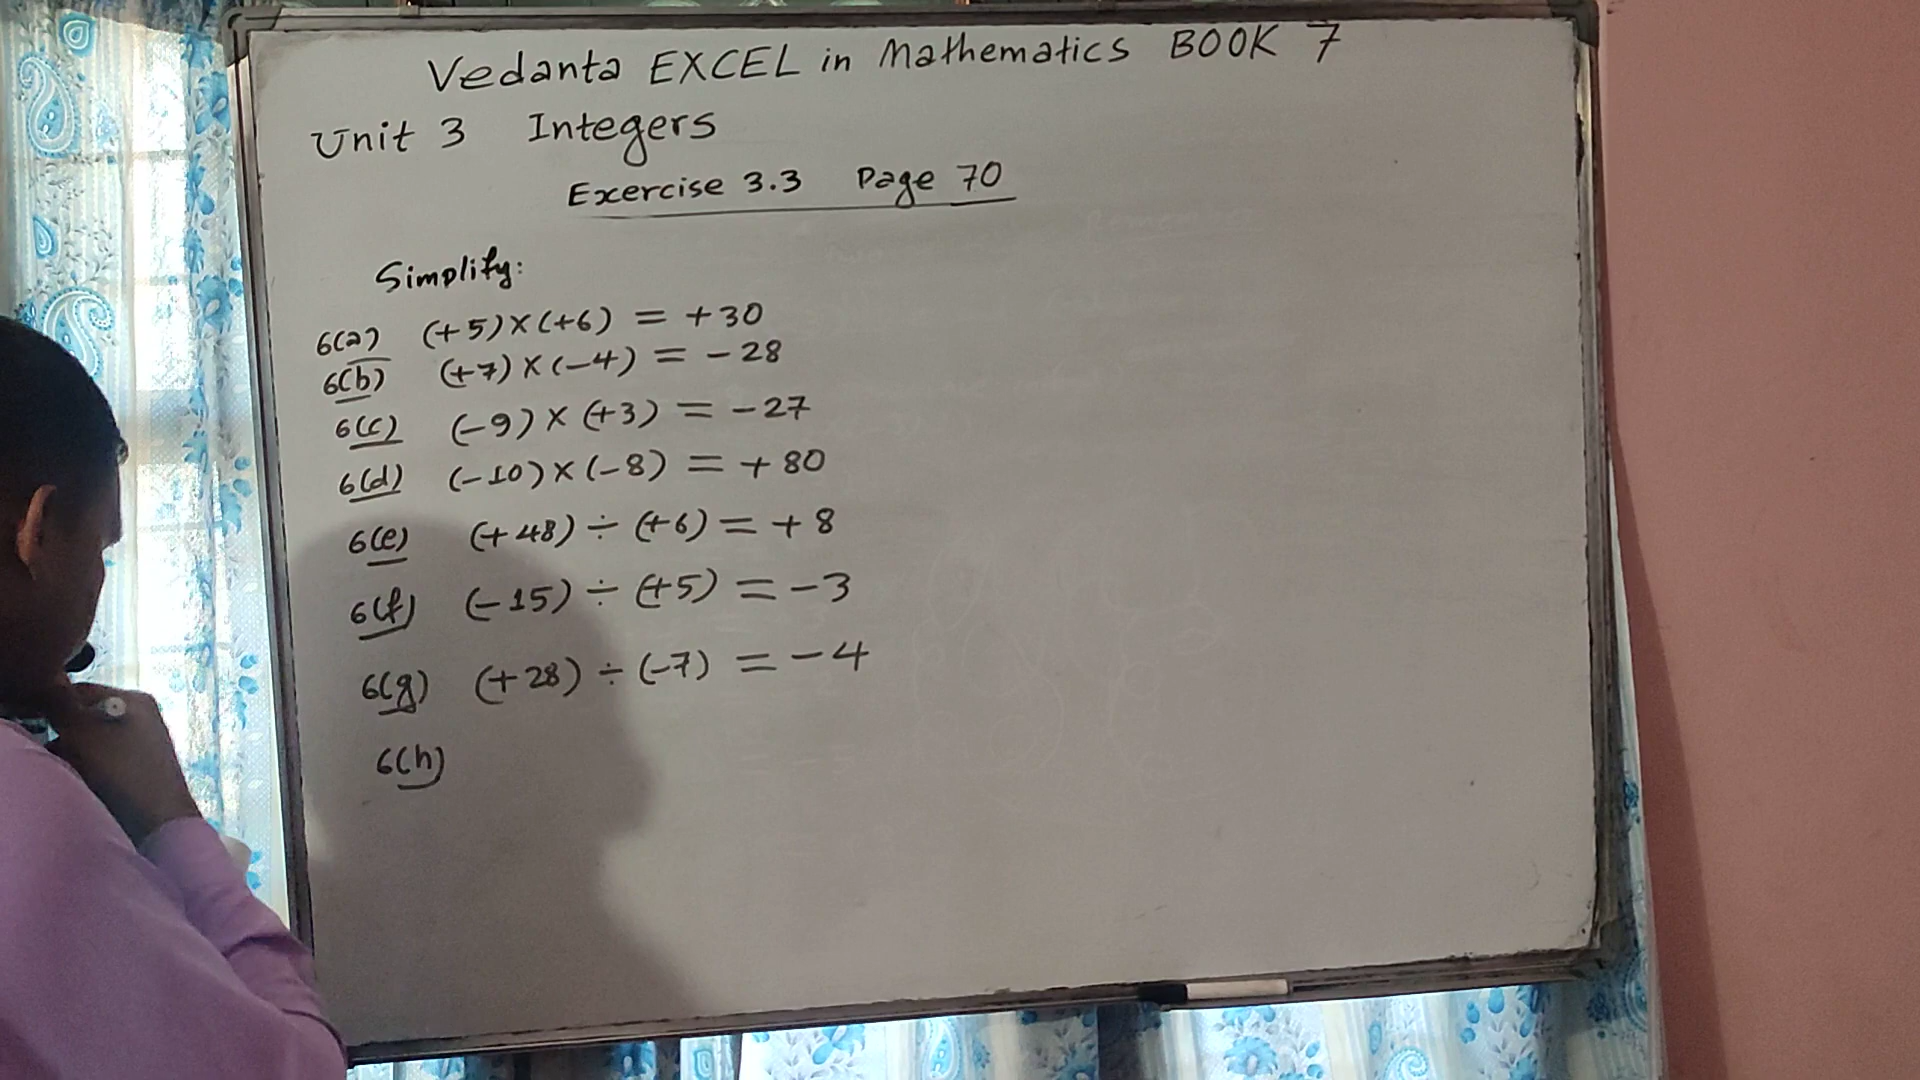 Vedanta EXCEL in Mathematics BOOK 7
Unit 3 Integers
Exercise 3.3 Page 70
Simplify:
6(a) (+5)×(+6) = +30
6(b) (+7)×(-4) = -28
6(c) (-9)×(+3) = -27
6(d) (-10)×(-8) = +80
6(e) (+48)÷(+6) = +8
6(f) (-15)÷(+5) = -3
6(g) (+28)÷(-7) = -4
6(h)